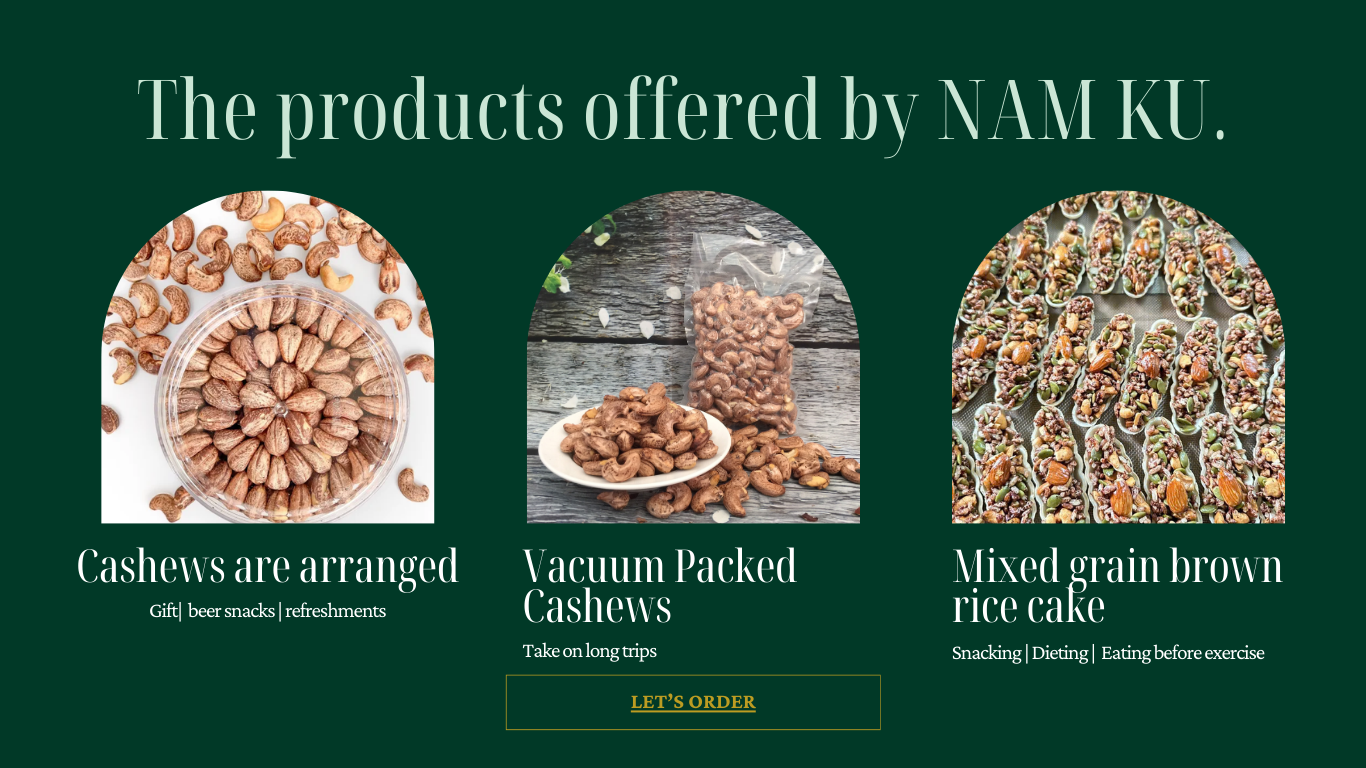 The products offered by NAM KU.
Cashews are arranged
Gift| beer snacks | refreshments
Vacuum Packed
Cashews
Take on long trips
Mixed grain brown
rice cake
Snacking | Dieting | Eating before exercise
LET’S ORDER